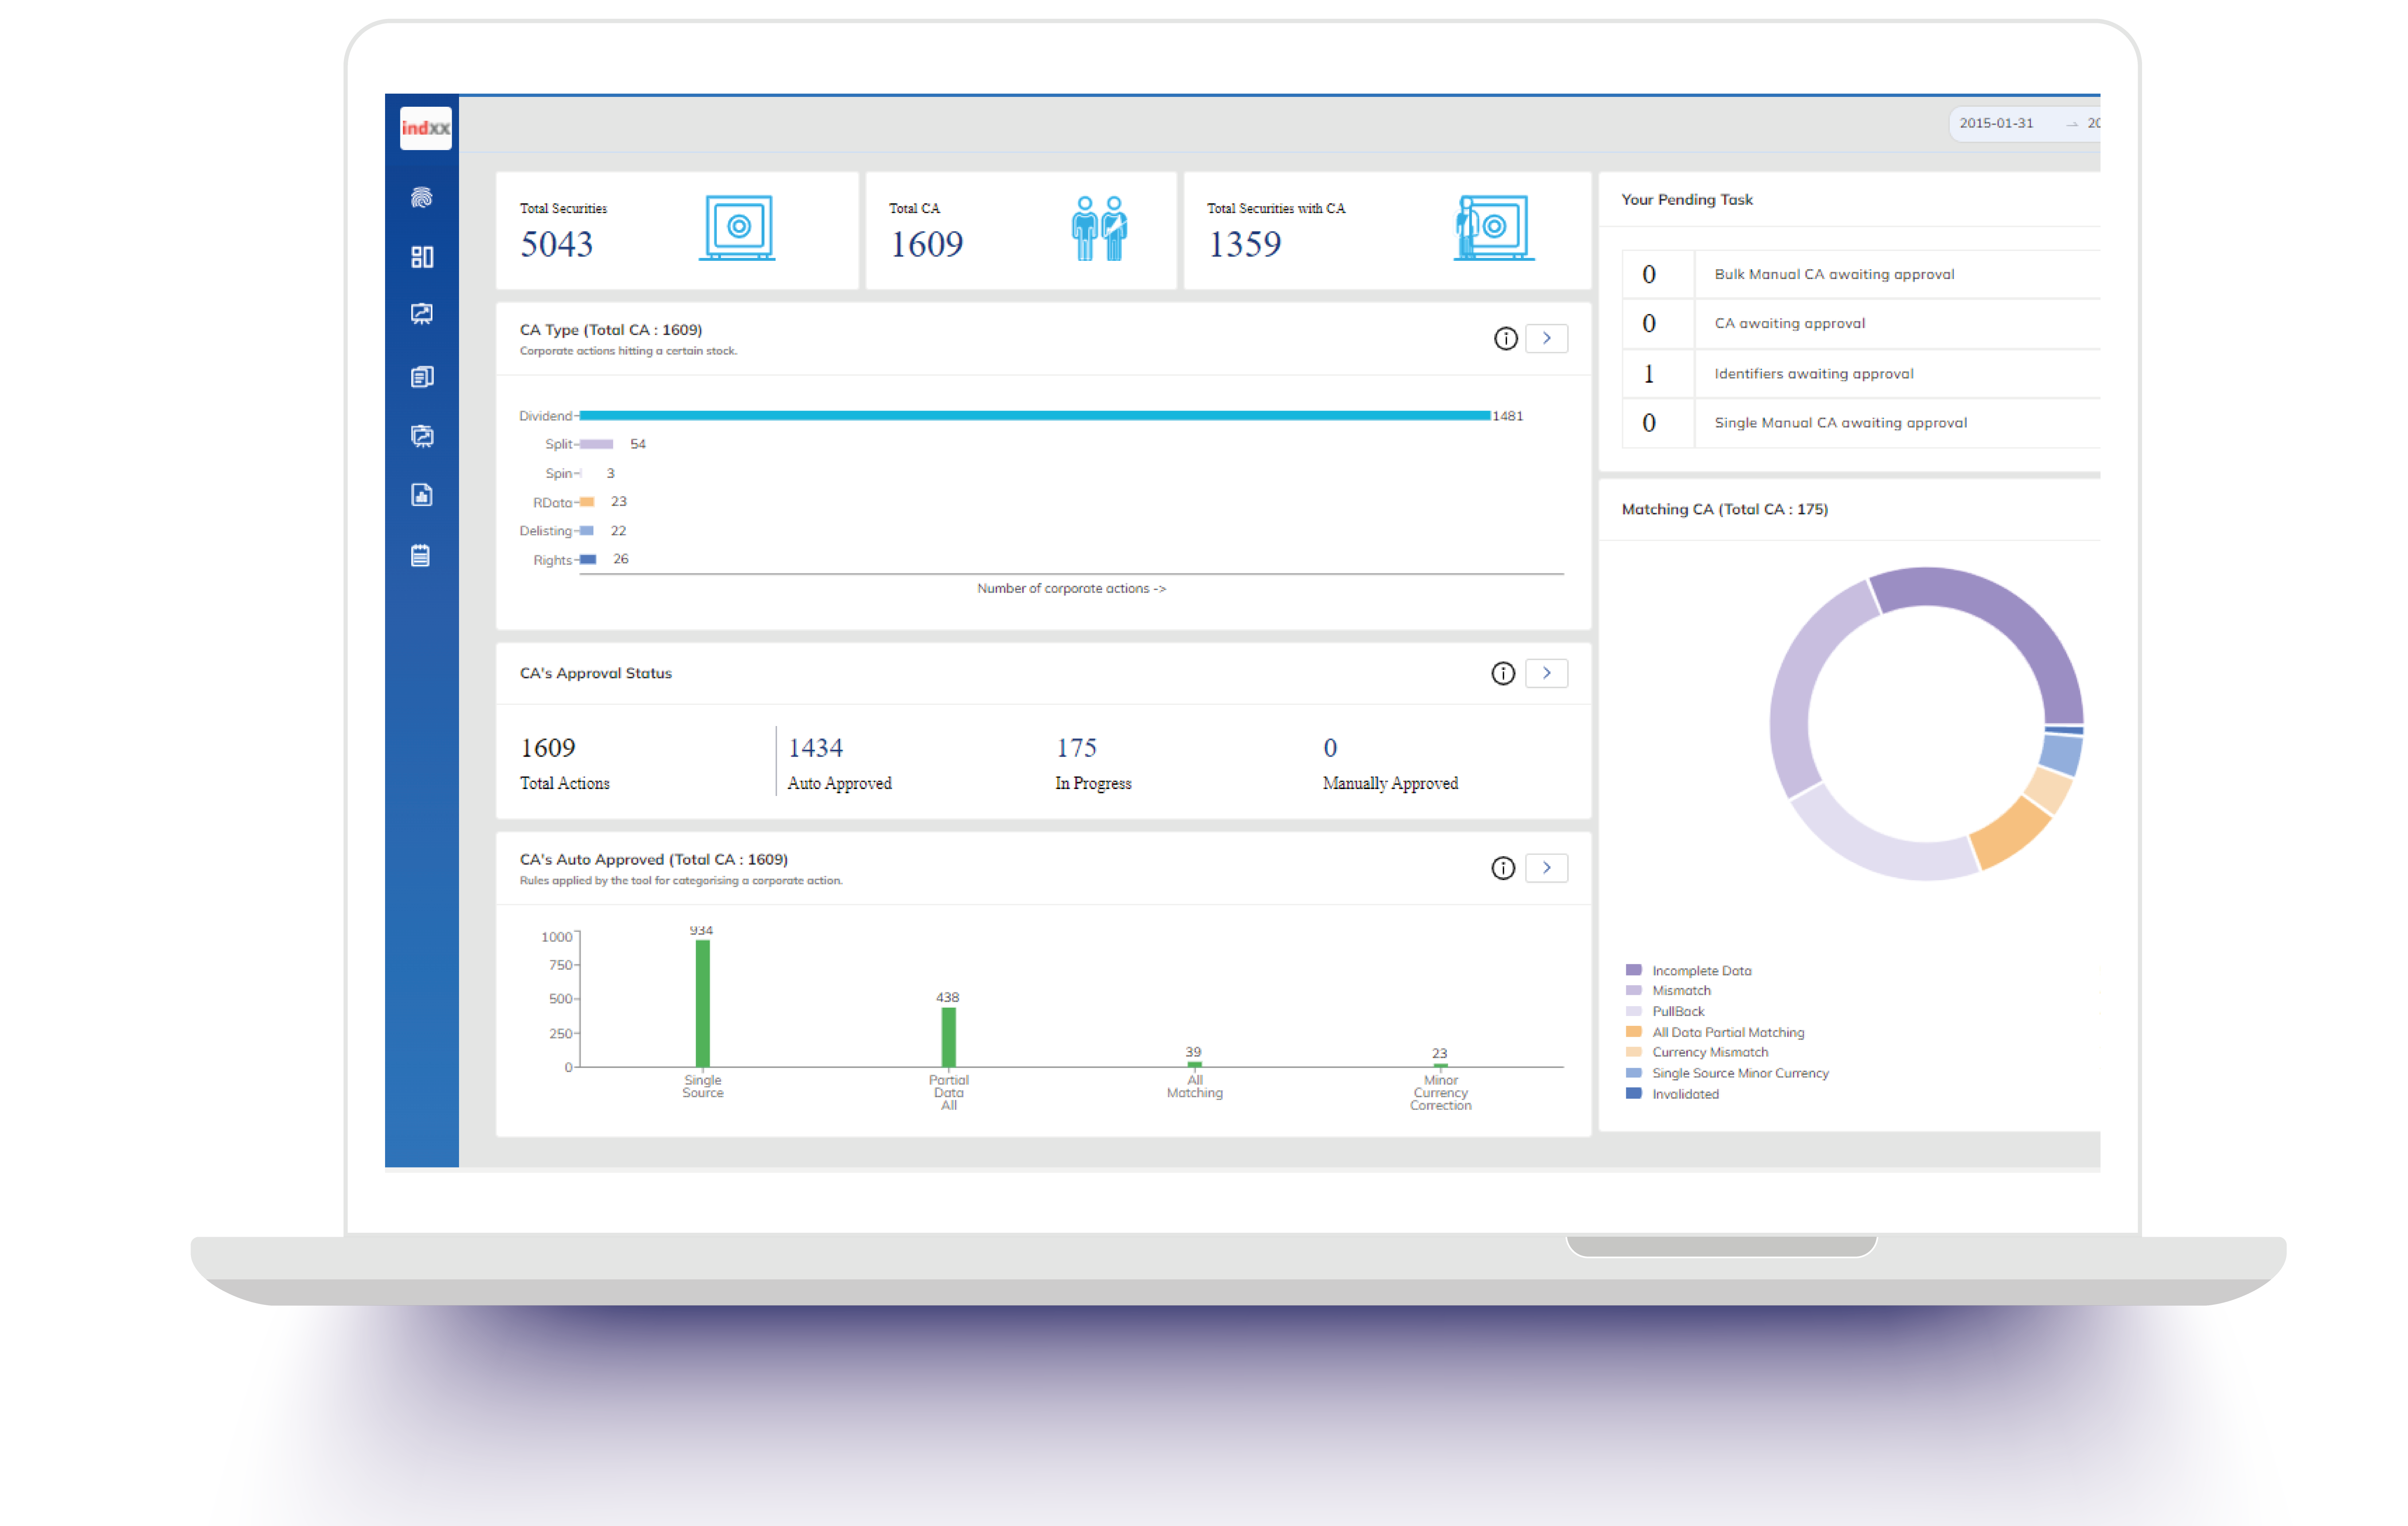 indxx
2015-01-31 → 20
Total Securities
5043
Total CA
1609
Total Securities with CA
1359
CA Type (Total CA : 1609)
Corporate actions hitting a certain stock.
Dividend 1481
Split 54
Spin 3
RData 23
Delisting 22
Rights 26
Number of corporate actions ->
CA's Approval Status
1609
Total Actions
1434
Auto Approved
175
In Progress
0
Manually Approved
CA's Auto Approved (Total CA : 1609)
Rules applied by the tool for categorising a corporate action.
1000
750
500
250
0
934
438
39
23
Single
Source
Partial
Data
All
All
Matching
Minor
Currency
Correction
Your Pending Task
0 Bulk Manual CA awaiting approval
0 CA awaiting approval
1 Identifiers awaiting approval
0 Single Manual CA awaiting approval
Matching CA (Total CA : 175)
Incomplete Data
Mismatch
PullBack
All Data Partial Matching
Currency Mismatch
Single Source Minor Currency
Invalidated